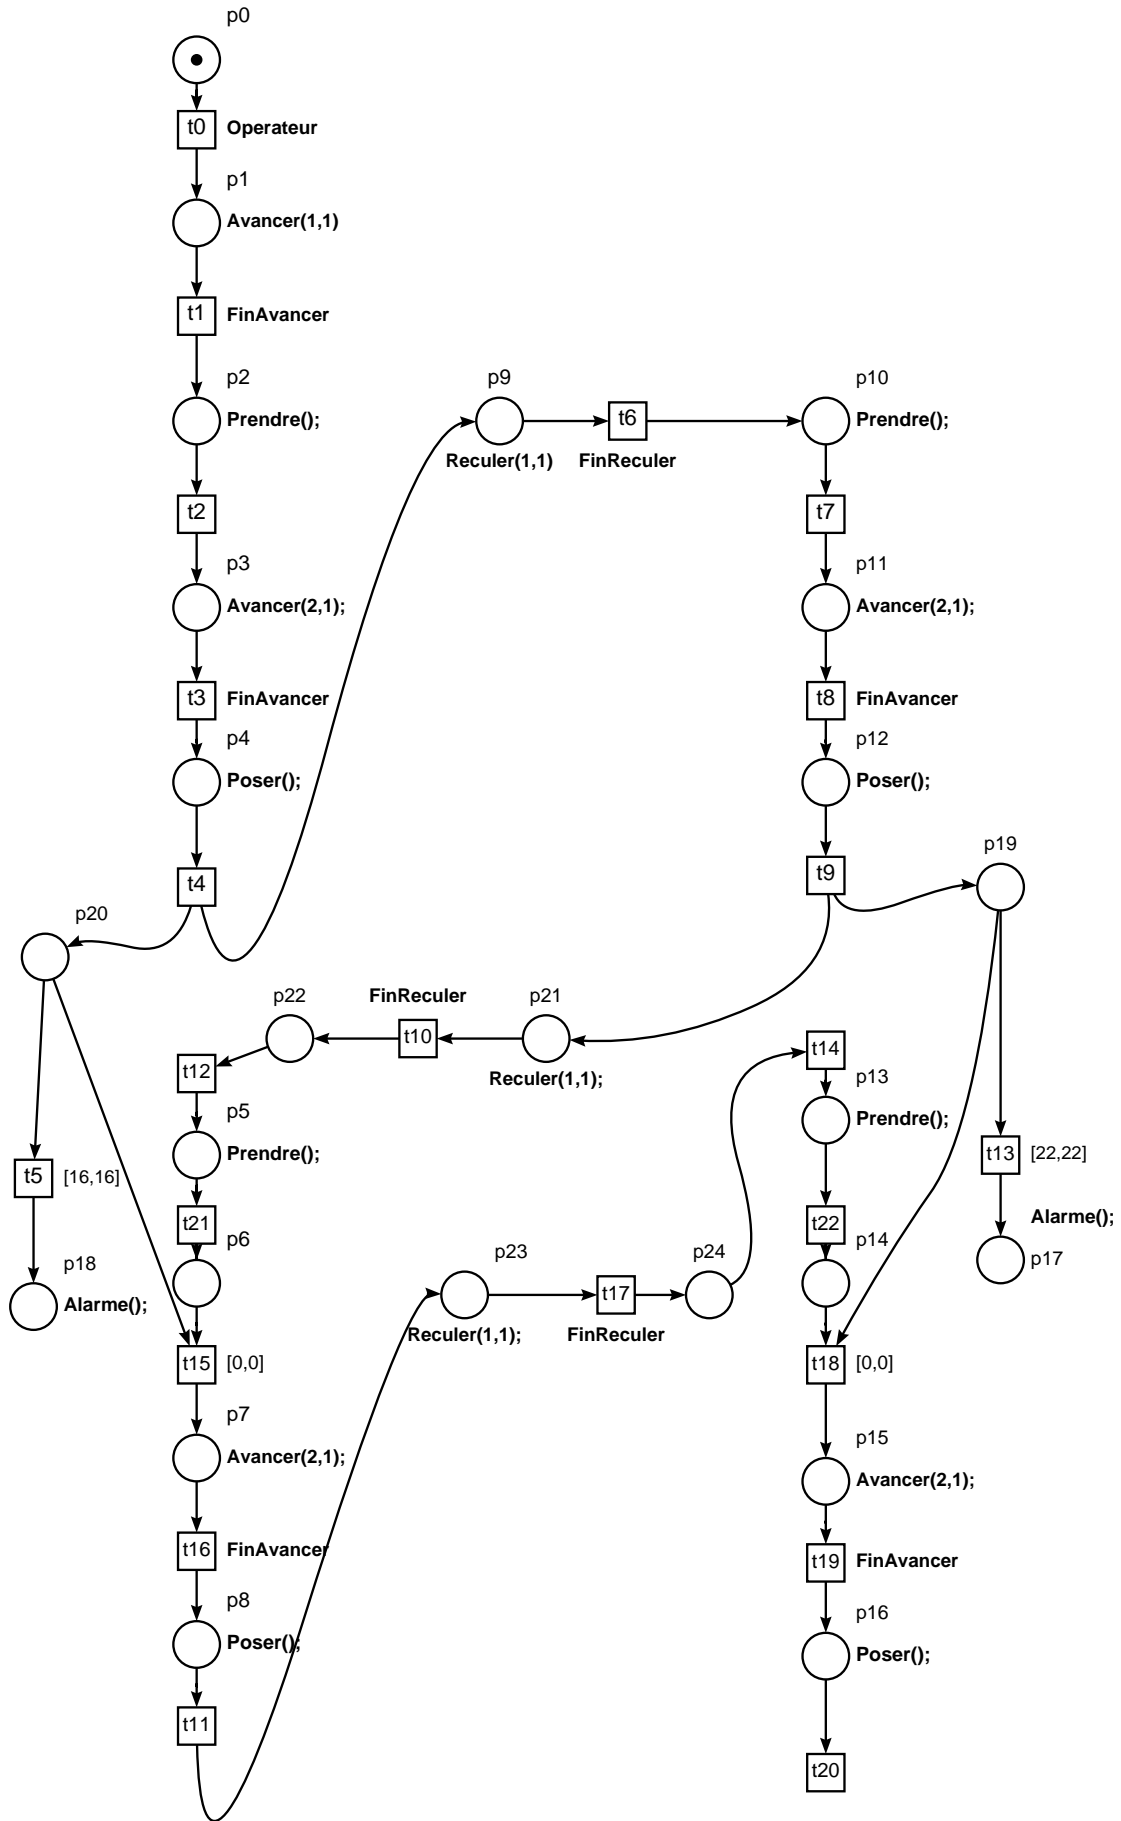 p0
t0 Operateur
p1
Avancer(1,1)
t1 FinAvancer
p2
Prendre();
t2
p3
Avancer(2,1);
t3 FinAvancer
p4
Poser();
t4
p9
Reculer(1,1)
t6
FinReculer
p10
Prendre();
t7
p11
Avancer(2,1);
t8 FinAvancer
p12
Poser();
t9
p19
p20
t5 [16,16]
p18
Alarme();
p22
FinReculer
t10
p21
Reculer(1,1);
t12
p5
Prendre();
t21
p6
t15 [0,0]
p7
Avancer(2,1);
t16 FinAvancer
p8
Poser();
t11
p23
Reculer(1,1);
t17
FinReculer
p24
t14
p13
Prendre();
t22
p14
t18 [0,0]
p15
Avancer(2,1);
t19 FinAvancer
p16
Poser();
t20
t13 [22,22]
Alarme();
p17